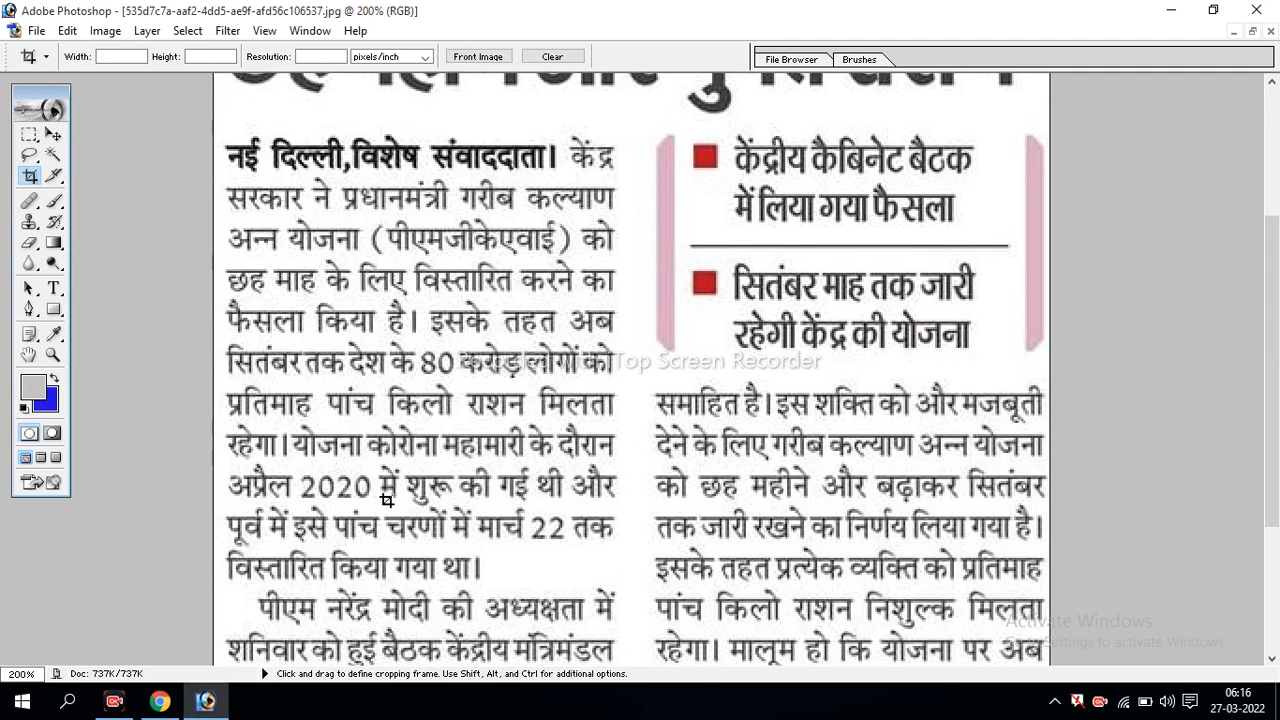 Adobe Photoshop - [535d7c7a-aaf2-4dd5-ae9f-afd56c106537.jpg @ 200% (RGB)]
File Edit Image Layer Select Filter View Window Help
Width: Height: Resolution: pixels/inch Front Image Clear File Browser Brushes
नई दिल्ली,विशेष संवाददाता। केंद्र
सरकार ने प्रधानमंत्री गरीब कल्याण
अन्न योजना (पीएमजीकेएवाई) को
छह माह के लिए विस्तारित करने का
फैसला किया है। इसके तहत अब
सितंबर तक देश के 80 करोड़ लोगों को
प्रतिमाह पांच किलो राशन मिलता
रहेगा। योजना कोरोना महामारी के दौरान
अप्रैल 2020 में शुरू की गई थी और
पूर्व में इसे पांच चरणों में मार्च 22 तक
विस्तारित किया गया था।
पीएम नरेंद्र मोदी की अध्यक्षता में
शनिवार को हुई बैठक केंद्रीय मंत्रिमंडल
केंद्रीय कैबिनेट बैठक
में लिया गया फैसला
सितंबर माह तक जारी
रहेगी केंद्र की योजना
Top Screen Recorder
समाहित है। इस शक्ति को और मजबूती
देने के लिए गरीब कल्याण अन्न योजना
को छह महीने और बढ़ाकर सितंबर
तक जारी रखने का निर्णय लिया गया है।
इसके तहत प्रत्येक व्यक्ति को प्रतिमाह
पांच किलो राशन निशुल्क मिलता
रहेगा। मालूम हो कि योजना पर अब
Activate Windows
Go to Settings to activate Windows.
200% Doc: 737K/737K Click and drag to define cropping frame. Use Shift, Alt, and Ctrl for additional options.
06:16
27-03-2022